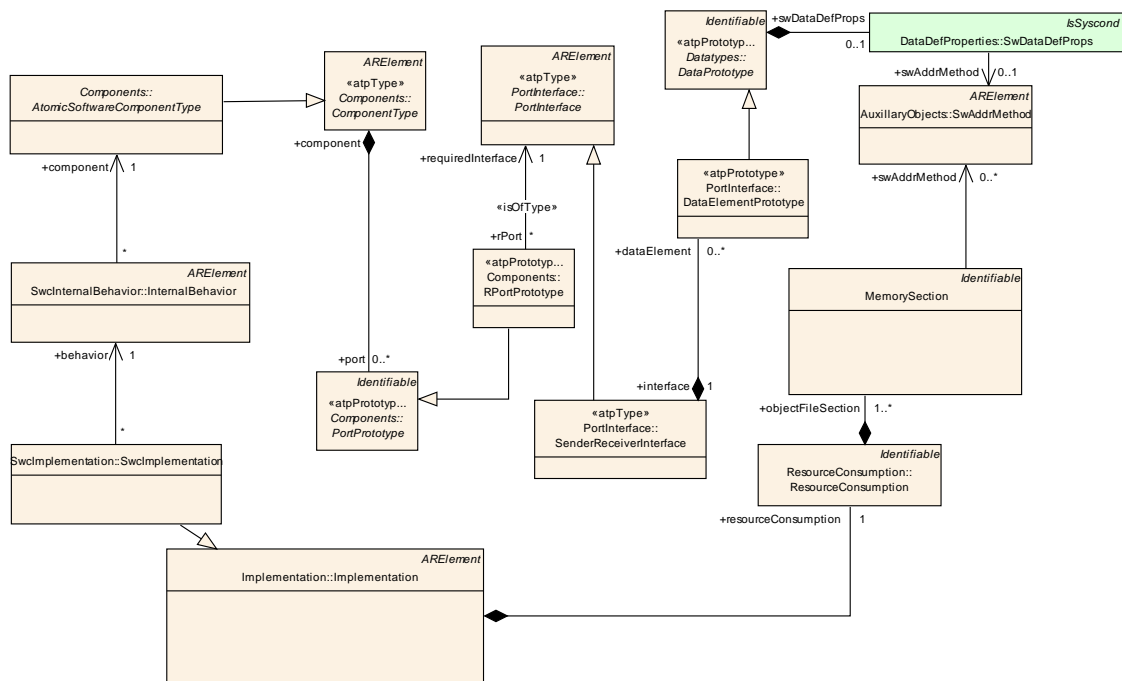 Components::
AtomicSoftwareComponentType
ARElement
«atpType»
Components::
ComponentType
ARElement
«atpType»
PortInterface::
PortInterface
Identifiable
«atpPrototyp...
Datatypes::
DataPrototype
+swDataDefProps
0..1
IsSyscond
DataDefProperties::SwDataDefProps
+swAddrMethod
0..1
ARElement
AuxillaryObjects::SwAddrMethod
+component
1
*
+component
+requiredInterface
1
«isOfType»
+rPort
*
«atpPrototype»
PortInterface::
DataElementPrototype
+swAddrMethod
0..*
ARElement
SwcInternalBehavior::InternalBehavior
«atpPrototyp...
Components::
RPortPrototype
+dataElement
0..*
Identifiable
MemorySection
+behavior
1
*
+port
0..*
Identifiable
«atpPrototyp...
Components::
PortPrototype
+interface
1
«atpType»
PortInterface::
SenderReceiverInterface
+objectFileSection
1..*
SwcImplementation::SwcImplementation
Identifiable
ResourceConsumption::
ResourceConsumption
+resourceConsumption
1
ARElement
Implementation::Implementation